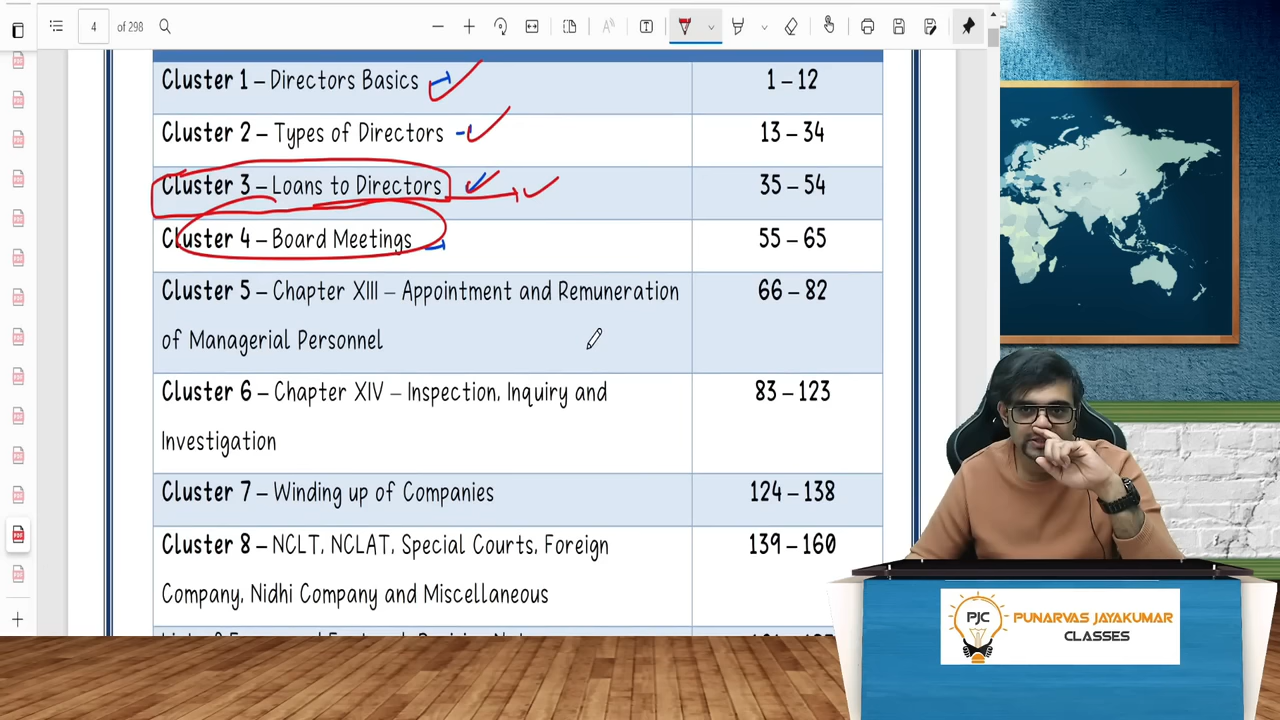 4 of 298
Cluster 1 – Directors Basics 1 – 12
Cluster 2 – Types of Directors 13 – 34
Cluster 3 – Loans to Directors 35 – 54
Cluster 4 – Board Meetings 55 – 65
Cluster 5 – Chapter XIII – Appointment and Remuneration 66 – 82
of Managerial Personnel
Cluster 6 – Chapter XIV – Inspection, Inquiry and 83 – 123
Investigation
Cluster 7 – Winding up of Companies 124 – 138
Cluster 8 – NCLT, NCLAT, Special Courts, Foreign 139 – 160
Company, Nidhi Company and Miscellaneous
PJC
PUNARVAS JAYAKUMAR
CLASSES